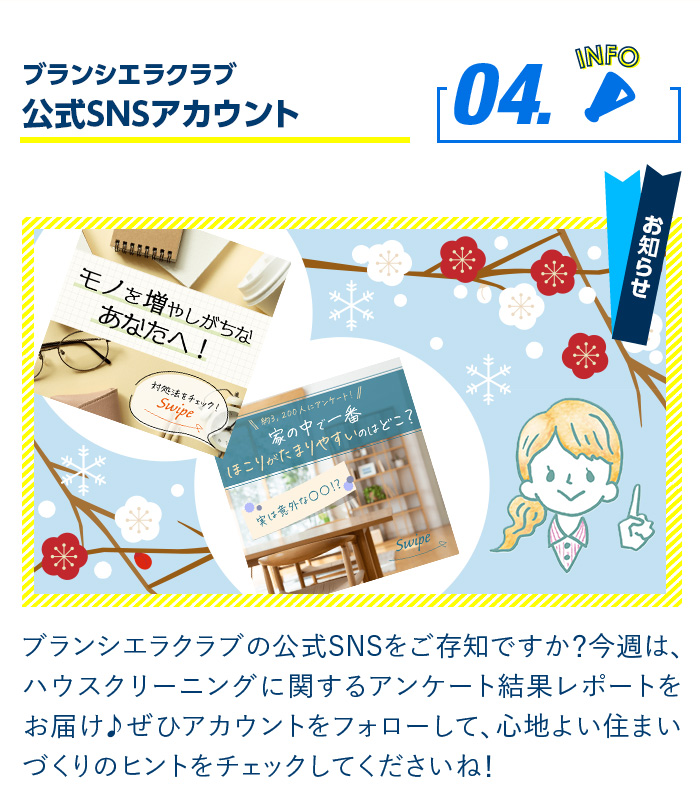 ブランシエラクラブ
公式SNSアカウント
04.
INFO
お知らせ
モノを増やしがちな
あなたへ！
対処法をチェック！
Swipe
約3,200人にアンケート！
家の中で一番
ほこりがたまりやすいのはどこ？
実は意外な〇〇!?
Swipe
ブランシエラクラブの公式SNSをご存知ですか？今週は、
ハウスクリーニングに関するアンケート結果レポートを
お届け♪ぜひアカウントをフォローして、心地よい住まい
づくりのヒントをチェックしてくださいね！